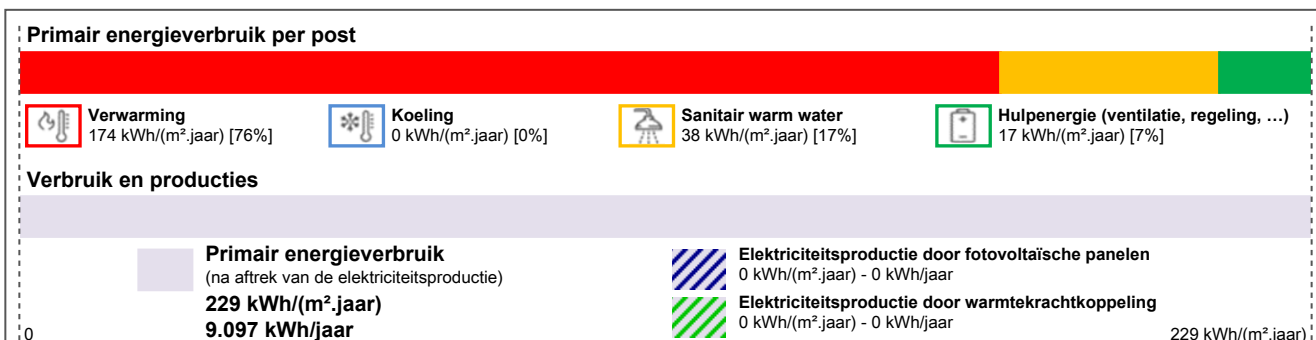 Primair energieverbruik per post
Verwarming
174 kWh/(m².jaar) [76%]
Koeling
0 kWh/(m².jaar) [0%]
Sanitair warm water
38 kWh/(m².jaar) [17%]
Hulpenergie (ventilatie, regeling, …)
17 kWh/(m².jaar) [7%]
Verbruik en producties
Primair energieverbruik
(na aftrek van de elektriciteitsproductie)
229 kWh/(m².jaar)
9.097 kWh/jaar
Elektriciteitsproductie door fotovoltaïsche panelen
0 kWh/(m².jaar) - 0 kWh/jaar
Elektriciteitsproductie door warmtekrachtkoppeling
0 kWh/(m².jaar) - 0 kWh/jaar
0
229 kWh/(m².jaar)